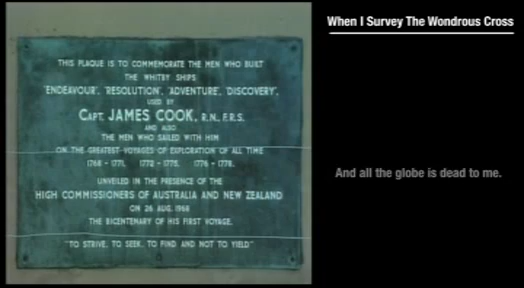 THIS PLAQUE IS TO COMMEMORATE THE MEN WHO BUILT
THE WHITBY SHIPS
'ENDEAVOUR', 'RESOLUTION', 'ADVENTURE', 'DISCOVERY',
USED BY
CAPT. JAMES COOK, R.N., F.R.S.
AND ALSO
THE MEN WHO SAILED WITH HIM
ON THE GREATEST VOYAGES OF EXPLORATION OF ALL TIME
1768 - 1771, 1772 - 1775, 1776 - 1778.
UNVEILED IN THE PRESENCE OF THE
HIGH COMMISSIONERS OF AUSTRALIA AND NEW ZEALAND
ON 26 AUG. 1968
THE BICENTENARY OF HIS FIRST VOYAGE.
"TO STRIVE, TO SEEK, TO FIND AND NOT TO YIELD"
When I Survey The Wondrous Cross
And all the globe is dead to me.